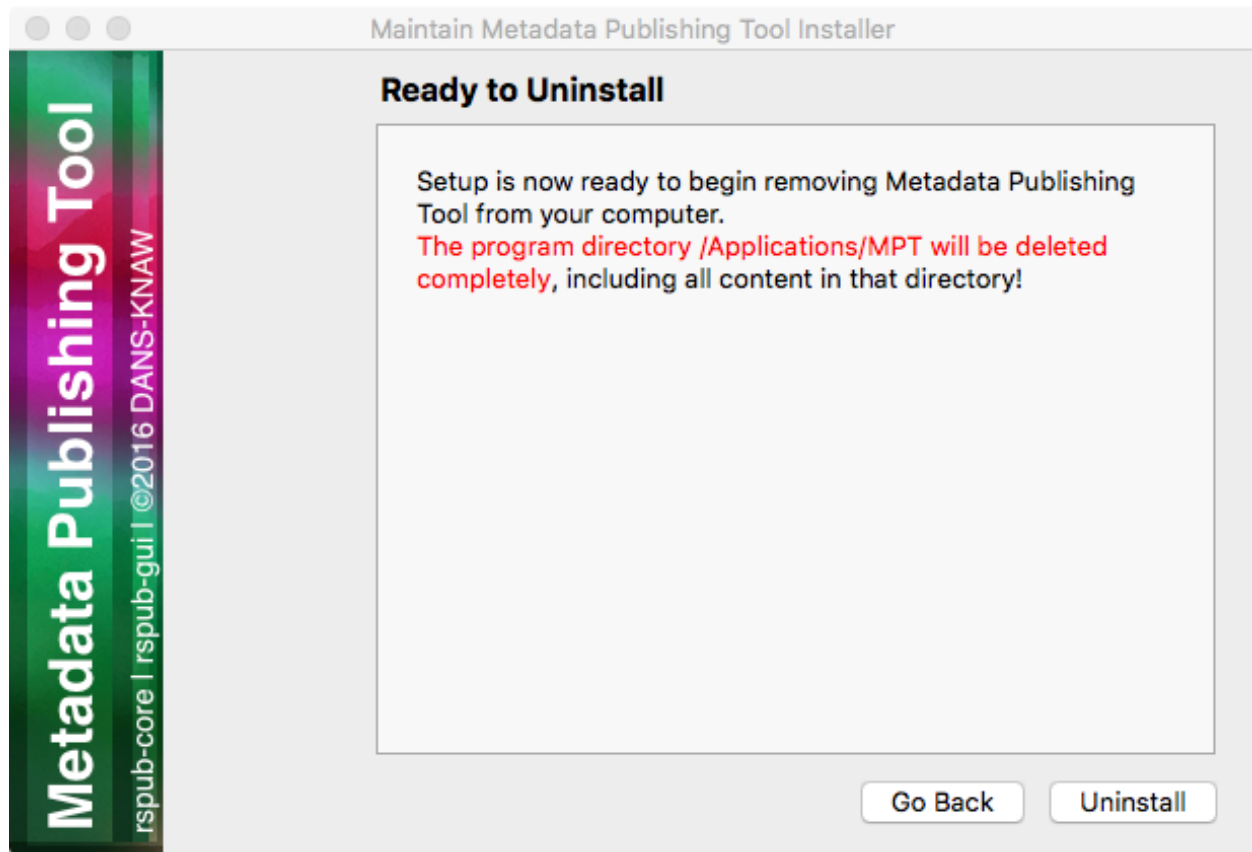 Maintain Metadata Publishing Tool Installer
Metadata Publishing Tool
rspub-core | rspub-gui | ©2016 DANS-KNAW
Ready to Uninstall
Setup is now ready to begin removing Metadata Publishing
Tool from your computer.
The program directory /Applications/MPT will be deleted
completely, including all content in that directory!
Go Back
Uninstall